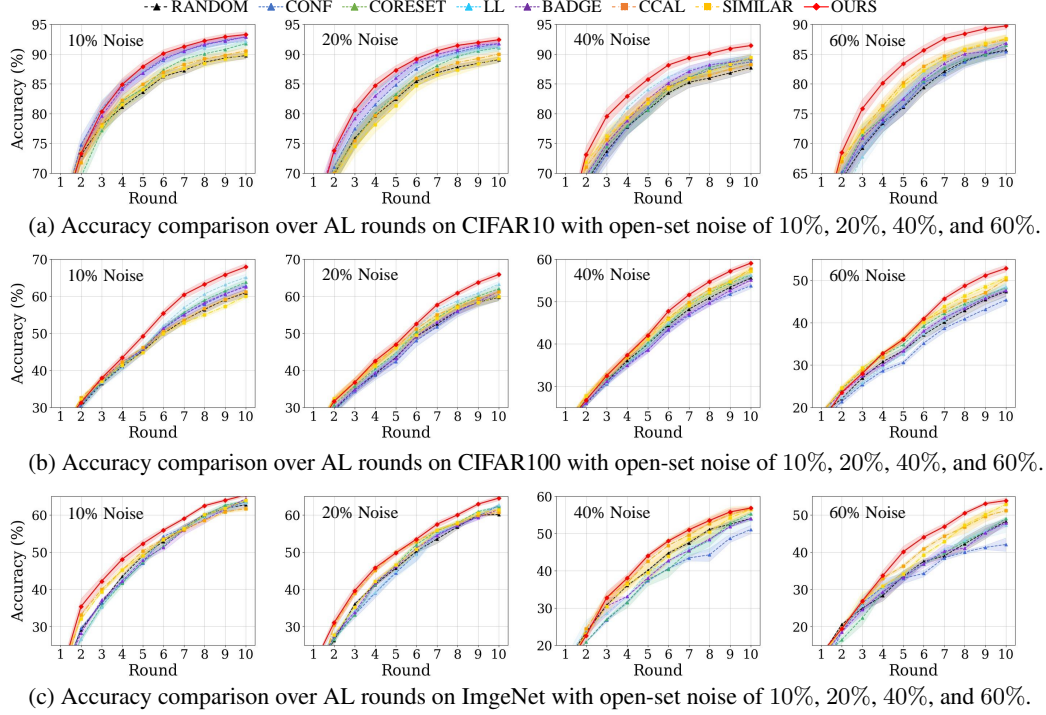 RANDOM CONF CORESET LL BADGE CCAL SIMILAR OURS
Accuracy (%)
95 90 85 80 75 70
10% Noise
1 2 3 4 5 6 7 8 9 10
Round
95 90 85 80 75 70
20% Noise
1 2 3 4 5 6 7 8 9 10
Round
95 90 85 80 75 70
40% Noise
1 2 3 4 5 6 7 8 9 10
Round
90 85 80 75 70 65
60% Noise
1 2 3 4 5 6 7 8 9 10
Round
(a) Accuracy comparison over AL rounds on CIFAR10 with open-set noise of 10%, 20%, 40%, and 60%.
Accuracy (%)
70 60 50 40 30
10% Noise
1 2 3 4 5 6 7 8 9 10
Round
70 60 50 40 30
20% Noise
1 2 3 4 5 6 7 8 9 10
Round
60 50 40 30
40% Noise
1 2 3 4 5 6 7 8 9 10
Round
50 40 30 20
60% Noise
1 2 3 4 5 6 7 8 9 10
Round
(b) Accuracy comparison over AL rounds on CIFAR100 with open-set noise of 10%, 20%, 40%, and 60%.
Accuracy (%)
60 50 40 30
10% Noise
1 2 3 4 5 6 7 8 9 10
Round
60 50 40 30
20% Noise
1 2 3 4 5 6 7 8 9 10
Round
60 50 40 30 20
40% Noise
1 2 3 4 5 6 7 8 9 10
Round
50 40 30 20
60% Noise
1 2 3 4 5 6 7 8 9 10
Round
(c) Accuracy comparison over AL rounds on ImgeNet with open-set noise of 10%, 20%, 40%, and 60%.